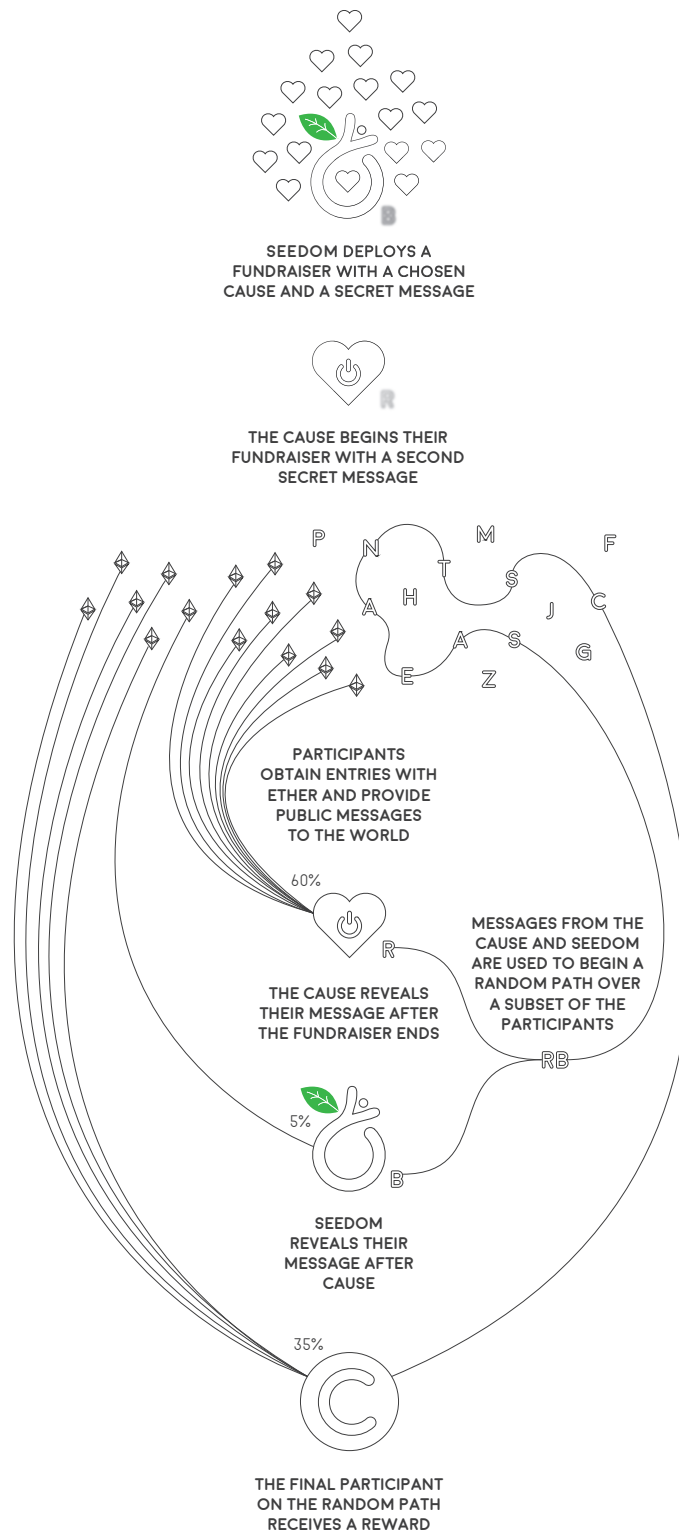 B
SEEDOM DEPLOYS A
FUNDRAISER WITH A CHOSEN
CAUSE AND A SECRET MESSAGE
R
THE CAUSE BEGINS THEIR
FUNDRAISER WITH A SECOND
SECRET MESSAGE
P
N
M
F
T
S
A
H
J
C
A
S
G
E
Z
PARTICIPANTS
OBTAIN ENTRIES WITH
ETHER AND PROVIDE
PUBLIC MESSAGES
TO THE WORLD
60%
R
THE CAUSE REVEALS
THEIR MESSAGE AFTER
THE FUNDRAISER ENDS
MESSAGES FROM THE
CAUSE AND SEEDOM
ARE USED TO BEGIN A
RANDOM PATH OVER
A SUBSET OF THE
PARTICIPANTS
RB
5%
B
SEEDOM
REVEALS THEIR
MESSAGE AFTER
CAUSE
35%
C
THE FINAL PARTICIPANT
ON THE RANDOM PATH
RECEIVES A REWARD